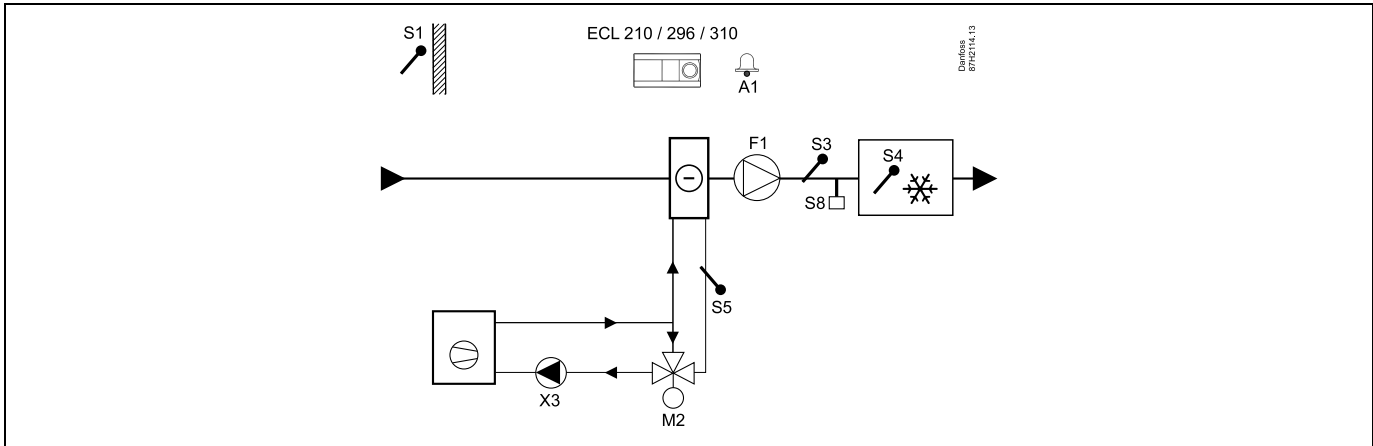 S1
ECL 210 / 296 / 310
A1
Danfoss
87H2114.13
F1
S3
S4
S8
S5
X3
M2